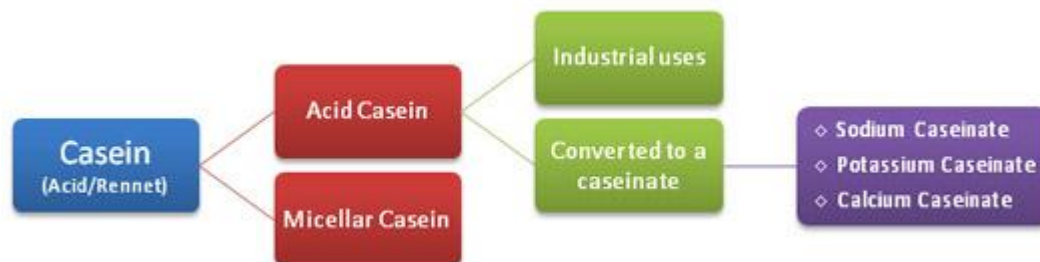 Casein
(Acid/Rennet)
Acid Casein
Micellar Casein
Industrial uses
Converted to a
caseinate
◇ Sodium Caseinate
◇ Potassium Caseinate
◇ Calcium Caseinate